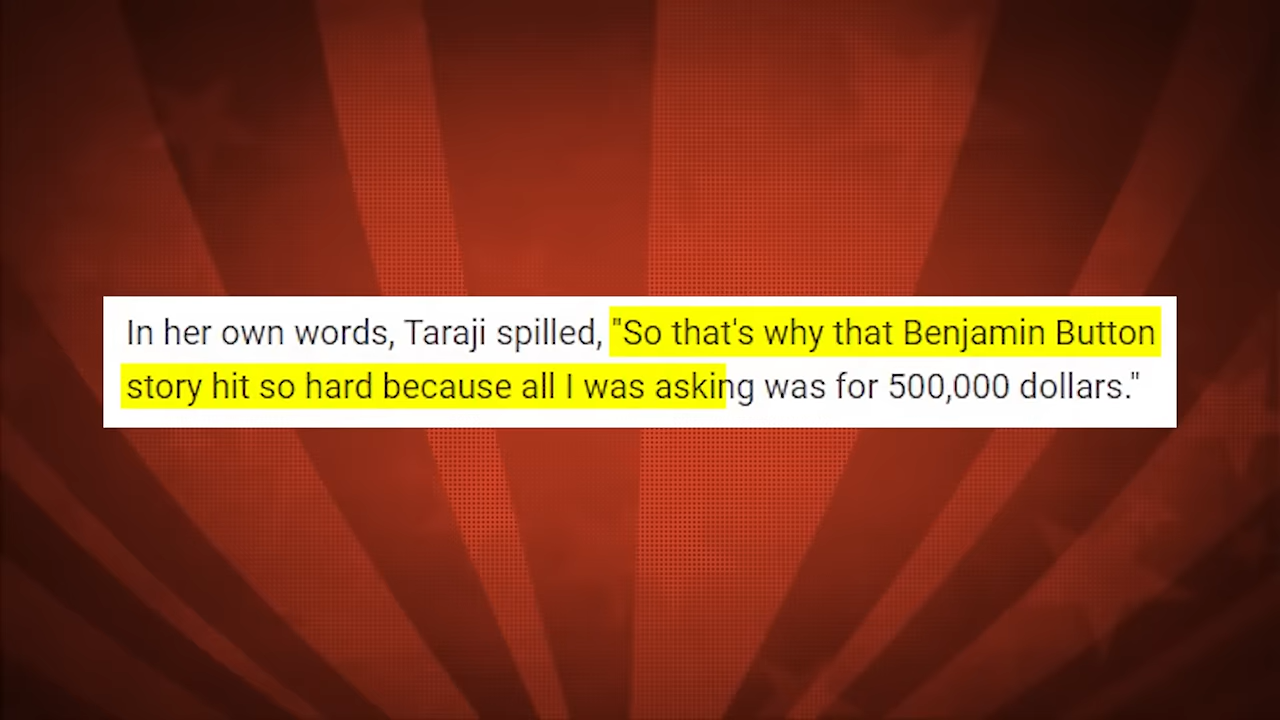 In her own words, Taraji spilled, "So that's why that Benjamin Button
story hit so hard because all I was asking was for 500,000 dollars."